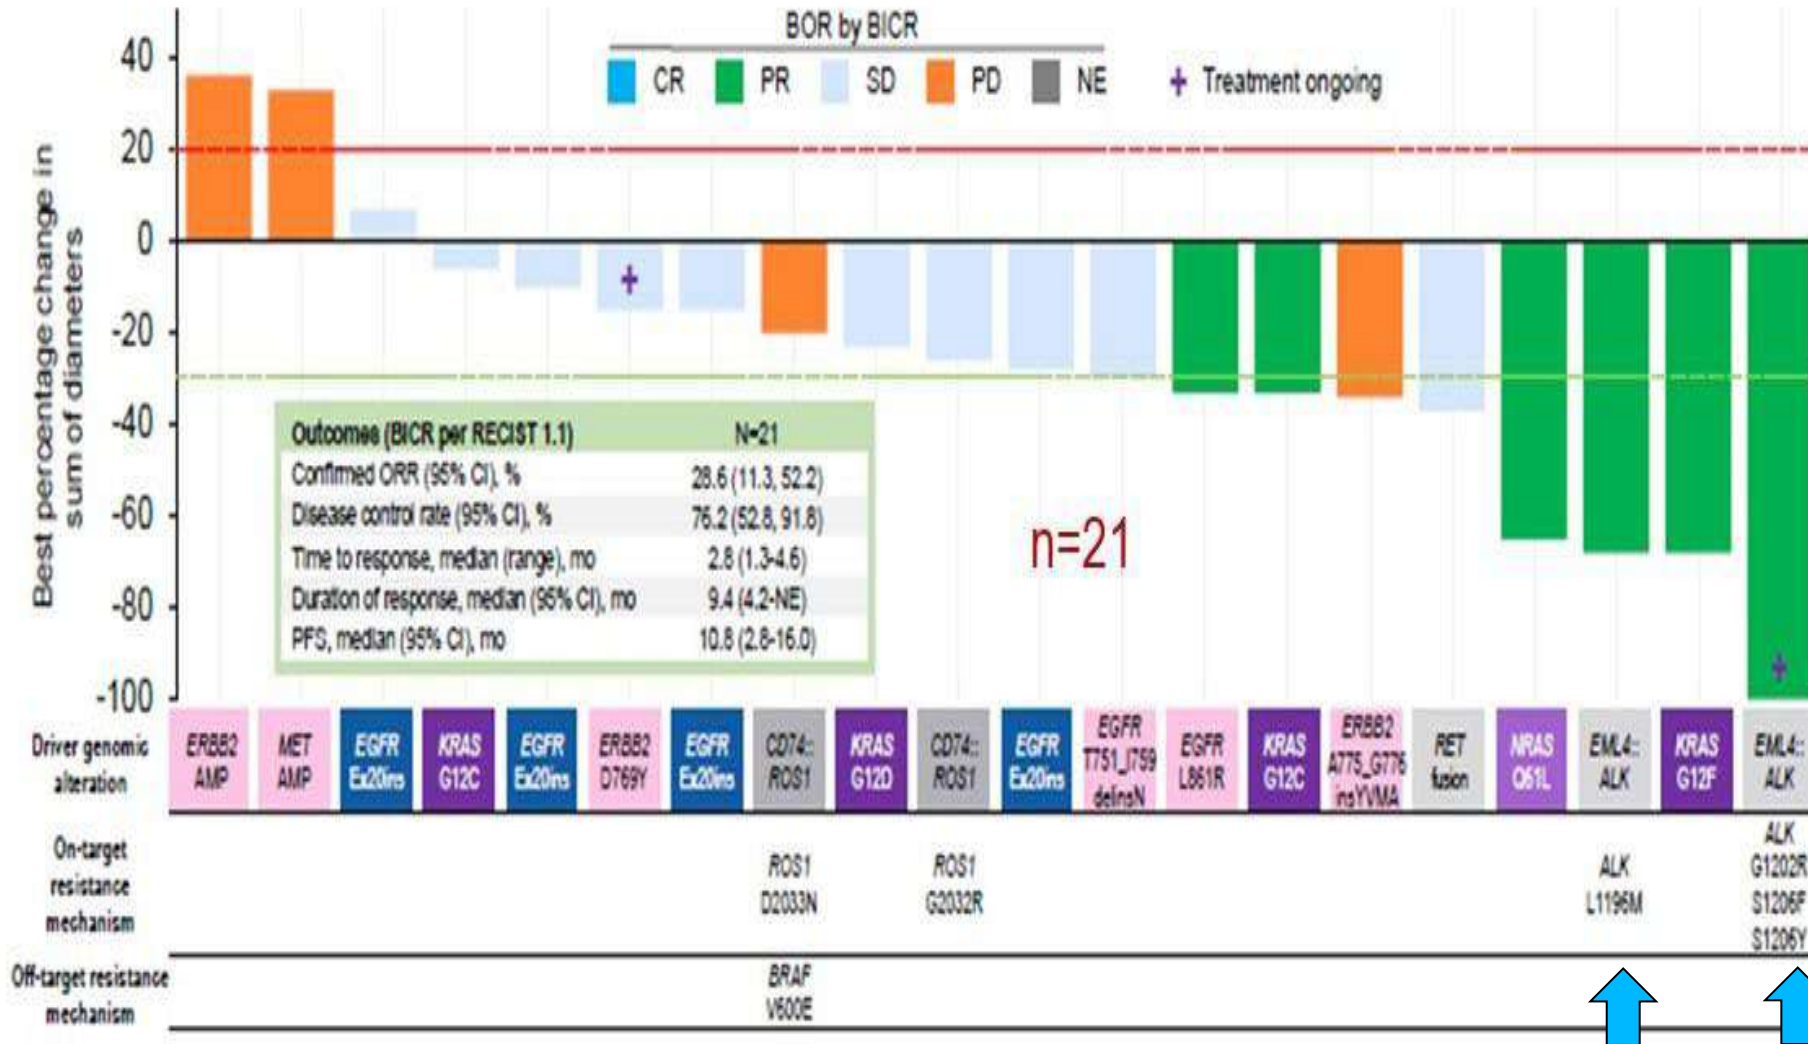 BOR by BICR
CR PR SD PD NE + Treatment ongoing
Best percentage change in
sum of diameters
40
20
0
-20
-40
-60
-80
-100
Outcomes (BICR per RECIST 1.1) N=21
Confirmed ORR (95% CI), % 28.6 (11.3, 52.2)
Disease control rate (95% CI), % 76.2 (52.8, 91.8)
Time to response, median (range), mo 2.8 (1.3-4.6)
Duration of response, median (95% CI), mo 9.4 (4.2-NE)
PFS, median (95% CI), mo 10.8 (2.8-16.0)
n=21
Driver genomic
alteration
ERBB2
AMP
MET
AMP
EGFR
Ex20ins
KRAS
G12C
EGFR
Ex20ins
ERBB2
D769Y
EGFR
Ex20ins
CD74::
ROS1
KRAS
G12D
CD74::
ROS1
EGFR
Ex20ins
EGFR
T751_I759
delinsN
EGFR
L861R
KRAS
G12C
ERBB2
A775_G776
insYVMA
RET
fusion
NRAS
Q61L
EML4::
ALK
KRAS
G12F
EML4::
ALK
On-target
resistance
mechanism
ROS1
D2033N
ROS1
G2032R
ALK
L1196M
ALK
G1202R
S1206F
S1206Y
Off-target resistance
mechanism
BRAF
V600E